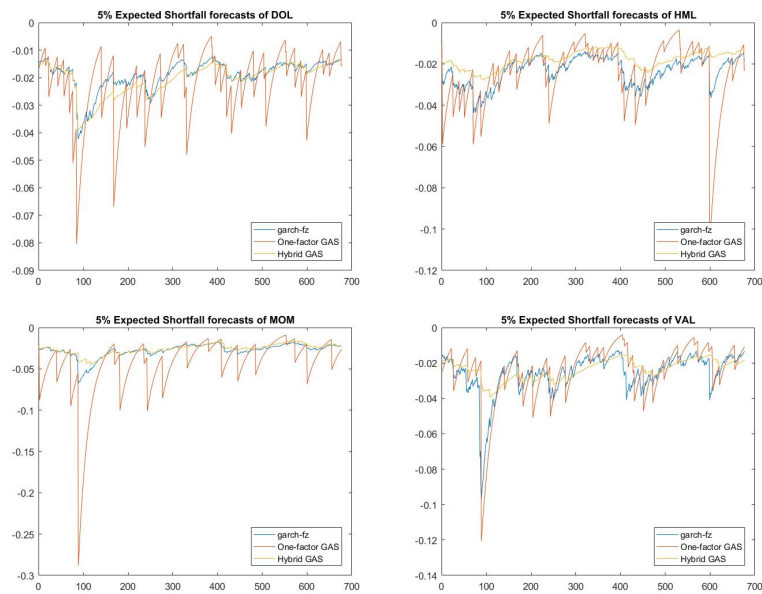 5% Expected Shortfall forecasts of DOL
0
-0.01
-0.02
-0.03
-0.04
-0.05
-0.06
-0.07
-0.08
-0.09
0 100 200 300 400 500 600 700
garch-fz
One-factor GAS
Hybrid GAS
5% Expected Shortfall forecasts of HML
0
-0.02
-0.04
-0.06
-0.08
-0.1
-0.12
0 100 200 300 400 500 600 700
garch-fz
One-factor GAS
Hybrid GAS
5% Expected Shortfall forecasts of MOM
0
-0.05
-0.1
-0.15
-0.2
-0.25
-0.3
0 100 200 300 400 500 600 700
garch-fz
One-factor GAS
Hybrid GAS
5% Expected Shortfall forecasts of VAL
0
-0.02
-0.04
-0.06
-0.08
-0.1
-0.12
-0.14
0 100 200 300 400 500 600 700
garch-fz
One-factor GAS
Hybrid GAS